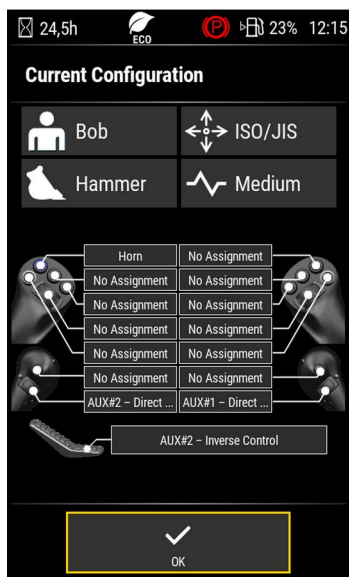 24,5h ECO P 23% 12:15
Current Configuration
Bob ISO/JIS
Hammer Medium
Horn No Assignment
No Assignment No Assignment
No Assignment No Assignment
No Assignment No Assignment
No Assignment No Assignment
No Assignment No Assignment
AUX#2 – Direct ... AUX#1 – Direct ...
AUX#2 – Inverse Control
OK